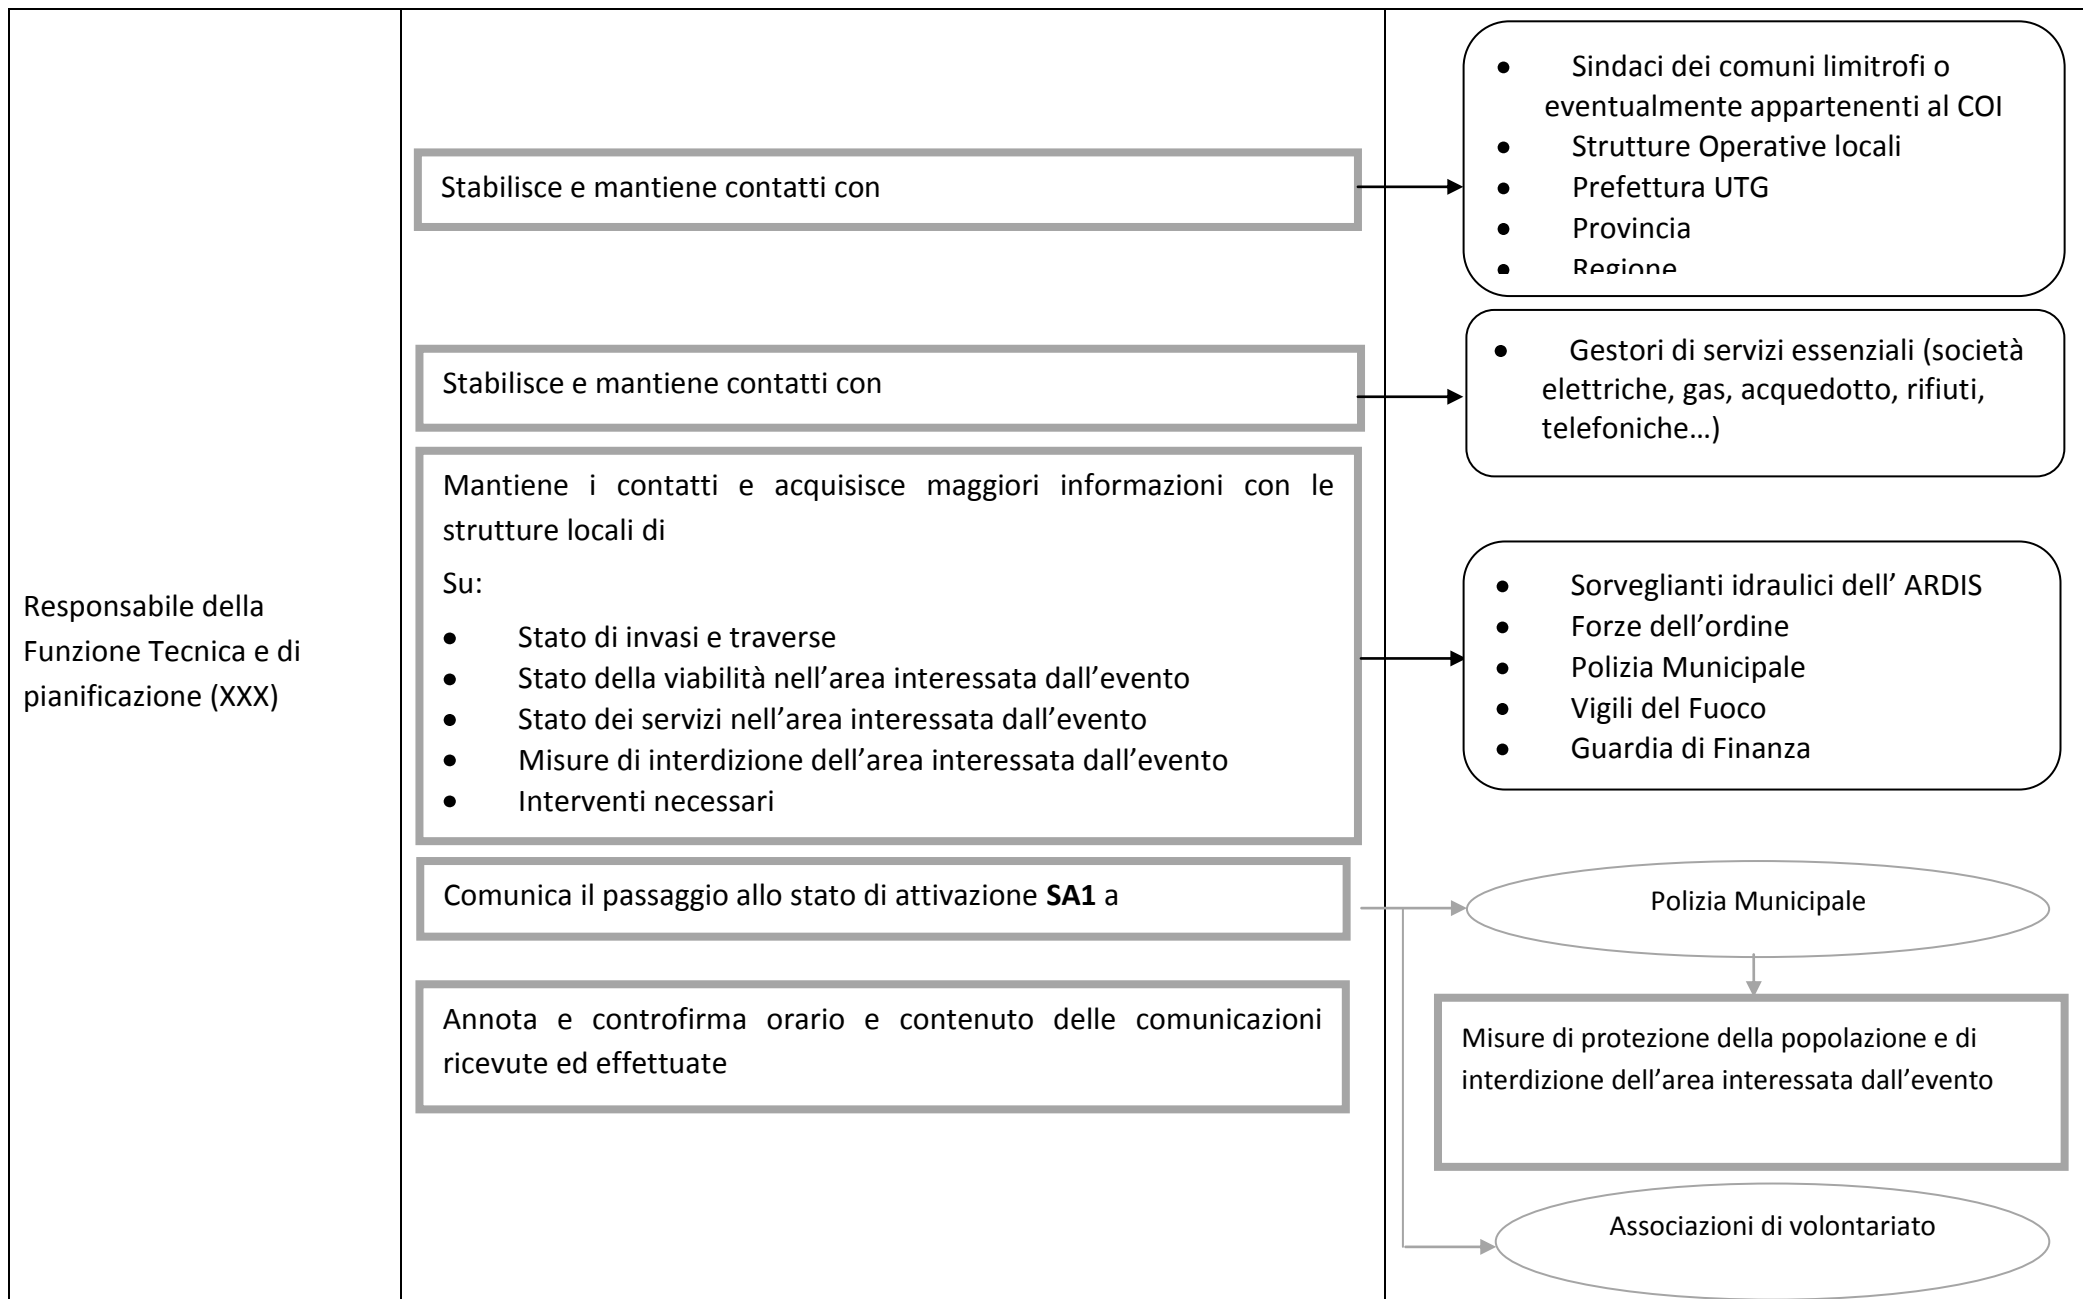 Responsabile della
Funzione Tecnica e di
pianificazione (XXX)
Stabilisce e mantiene contatti con
• Sindaci dei comuni limitrofi o
eventualmente appartenenti al COI
• Strutture Operative locali
• Prefettura UTG
• Provincia
• Regione
Stabilisce e mantiene contatti con
• Gestori di servizi essenziali (società
elettriche, gas, acquedotto, rifiuti,
telefoniche…)
Mantiene i contatti e acquisisce maggiori informazioni con le
strutture locali di
Su:
• Stato di invasi e traverse
• Stato della viabilità nell’area interessata dall’evento
• Stato dei servizi nell’area interessata dall’evento
• Misure di interdizione dell’area interessata dall’evento
• Interventi necessari
• Sorveglianti idraulici dell’ ARDIS
• Forze dell’ordine
• Polizia Municipale
• Vigili del Fuoco
• Guardia di Finanza
Comunica il passaggio allo stato di attivazione SA1 a
Polizia Municipale
Misure di protezione della popolazione e di
interdizione dell’area interessata dall’evento
Associazioni di volontariato
Annota e controfirma orario e contenuto delle comunicazioni
ricevute ed effettuate